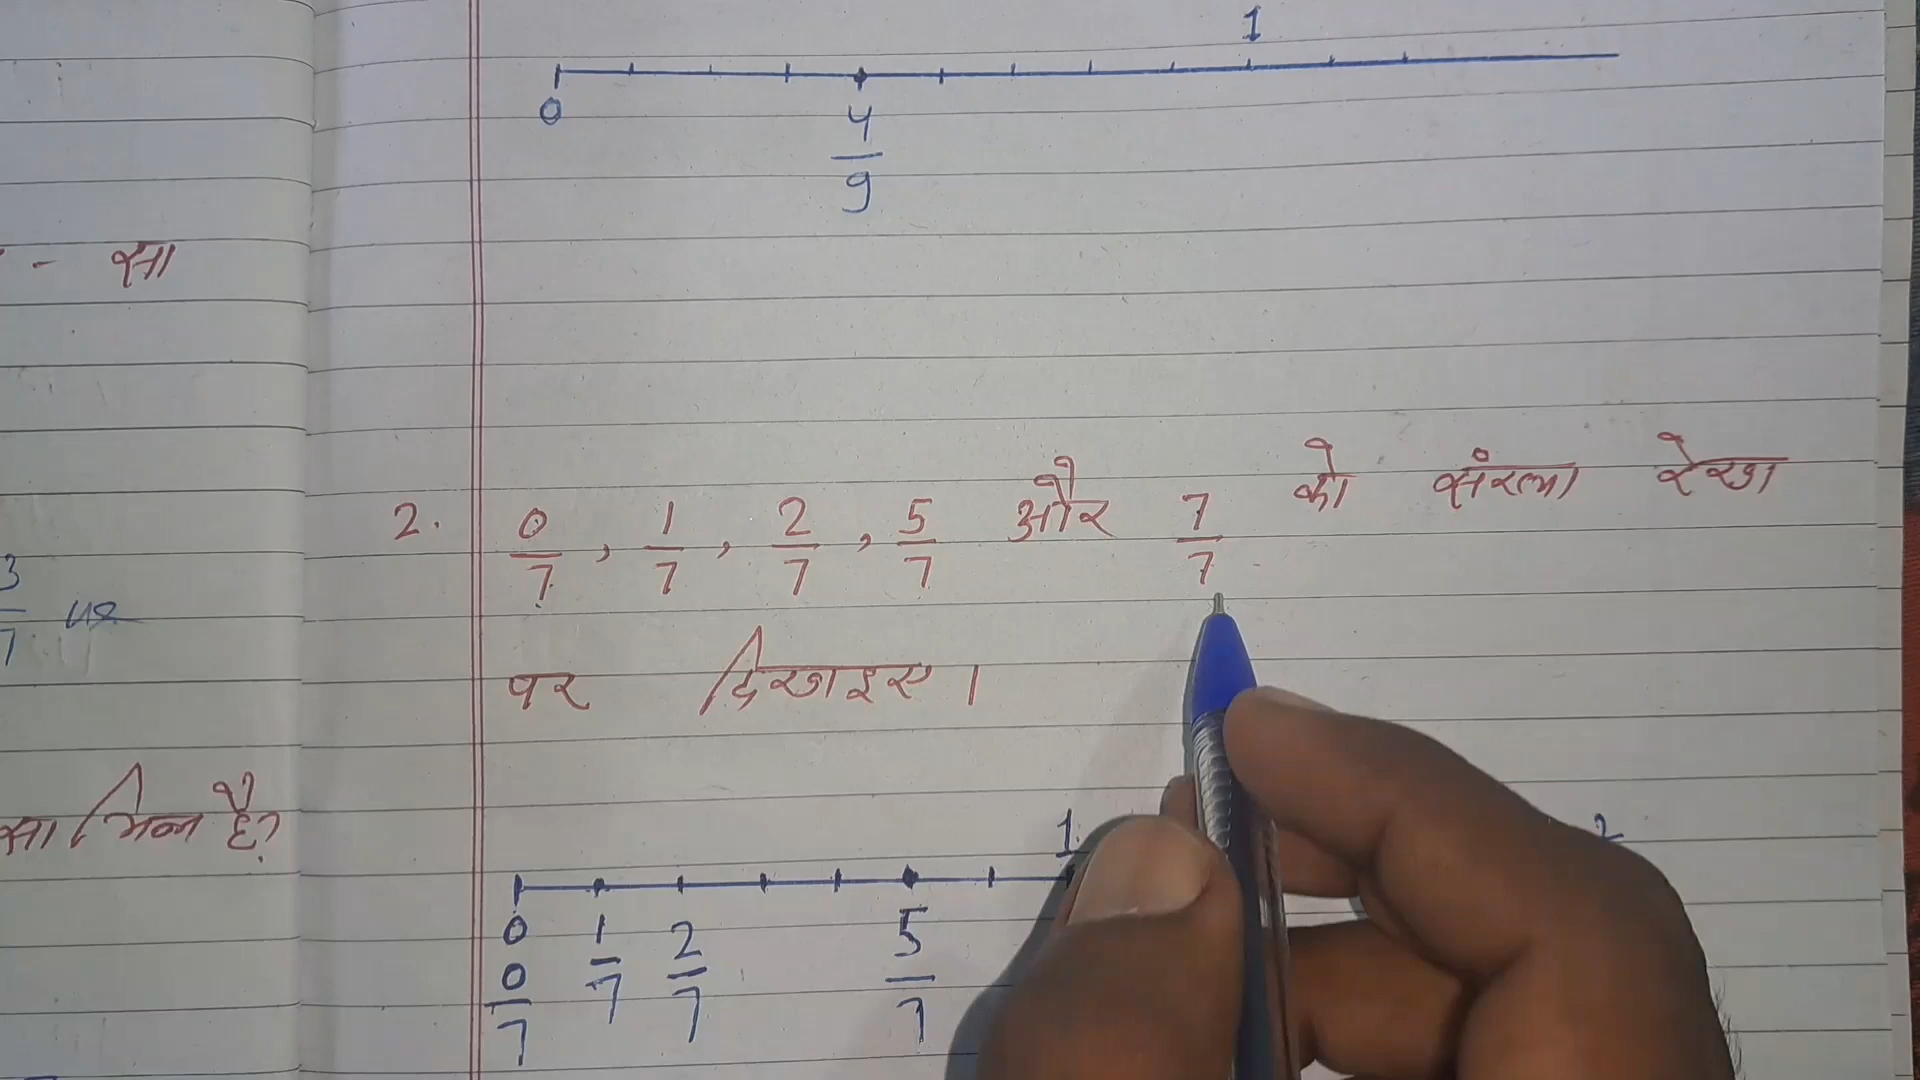 - सा
3/7 पर
सा भिन्न है?
1
0
4/9
2. 0/7, 1/7, 2/7, 5/7 और 7/7 को संख्या रेखा
पर दिखाइए।
1 2
0 1/7 2/7 5/7
0/7